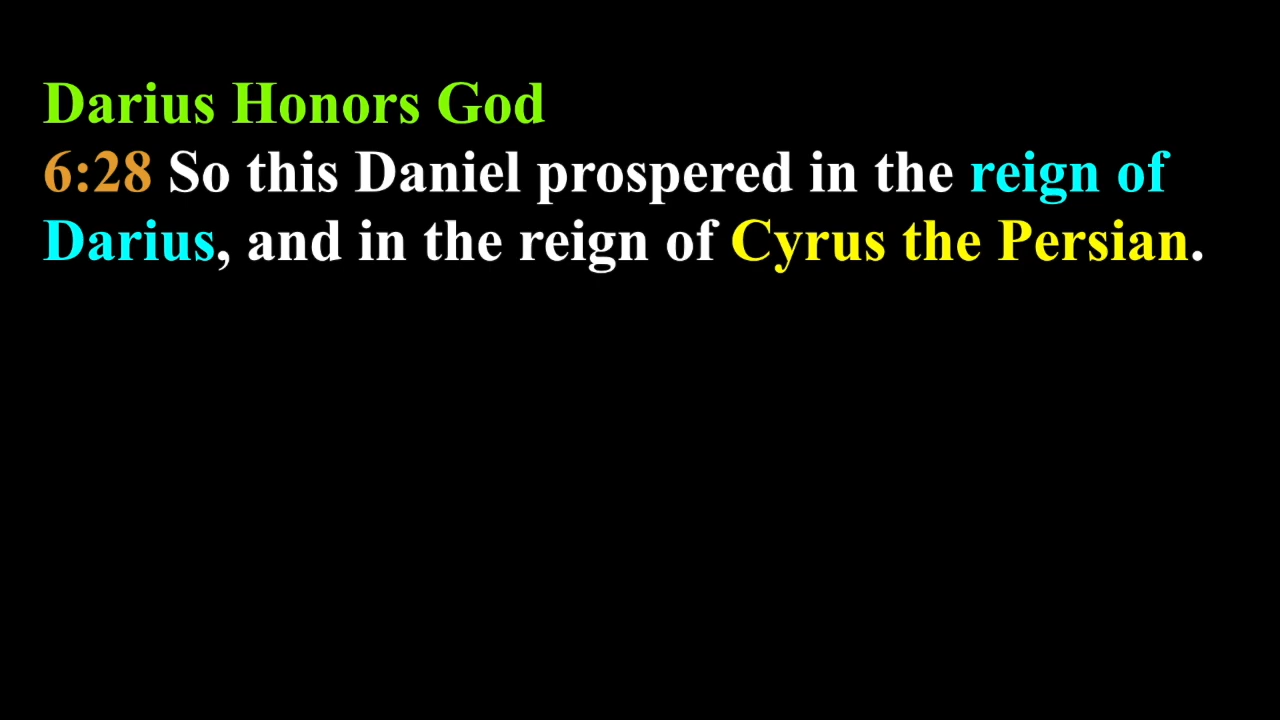 Darius Honors God
6:28 So this Daniel prospered in the reign of
Darius, and in the reign of Cyrus the Persian.